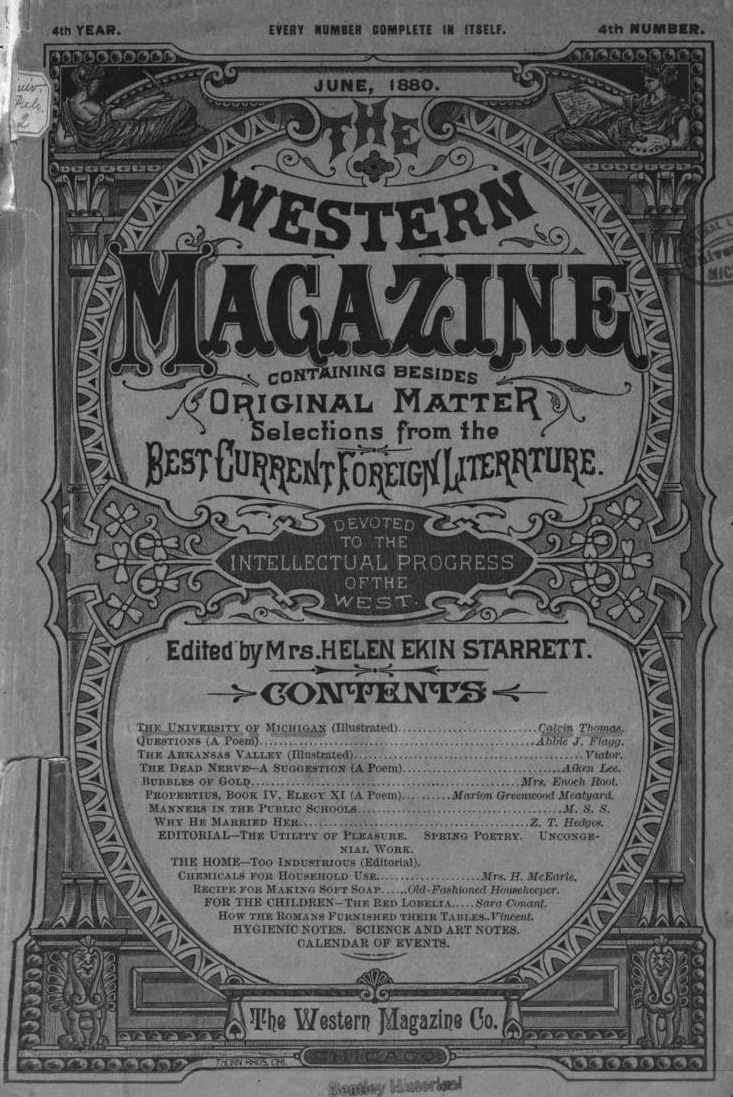 4th YEAR. EVERY NUMBER COMPLETE IN ITSELF. 4th NUMBER.
JUNE, 1880.
THE
WESTERN
MAGAZINE
CONTAINING BESIDES
ORIGINAL MATTER
Selections from the
BEST CURRENT FOREIGN LITERATURE.
DEVOTED
TO THE
INTELLECTUAL PROGRESS
OF THE
WEST.
Edited by Mrs. HELEN EKIN STARRETT.
CONTENTS
THE UNIVERSITY OF MICHIGAN (Illustrated)..........................Calvin Thomas.
QUESTIONS (A Poem)..........................Abbie J. Flagg.
THE ARKANSAS VALLEY (Illustrated)..........................Viator.
THE DEAD NERVE—A SUGGESTION (A Poem)..........................Aiken Lee.
BUBBLES OF GOLD..........................Mrs. Enoch Root.
PROPERTIUS, BOOK IV, ELEGY XI (A Poem)..........Marion Greenwood Meatyard.
MANNERS IN THE PUBLIC SCHOOLS..........................M. S. S.
WHY HE MARRIED HER..........................Z. T. Hedges.
EDITORIAL—THE UTILITY OF PLEASURE. SPRING POETRY. UNCONGE-
NIAL WORK.
THE HOME—TOO INDUSTRIOUS (Editorial).
CHEMICALS FOR HOUSEHOLD USE................Mrs. H. McEarle.
RECIPE FOR MAKING SOFT SOAP.....Old-Fashioned Housekeeper.
FOR THE CHILDREN—THE RED LOBELIA.....Sara Conant.
HOW THE ROMANS FURNISHED THEIR TABLES..Vincent.
HYGIENIC NOTES. SCIENCE AND ART NOTES.
CALENDAR OF EVENTS.
The Western Magazine Co.
CHICAGO
THORN BROS. CHI.
Bentley Historical